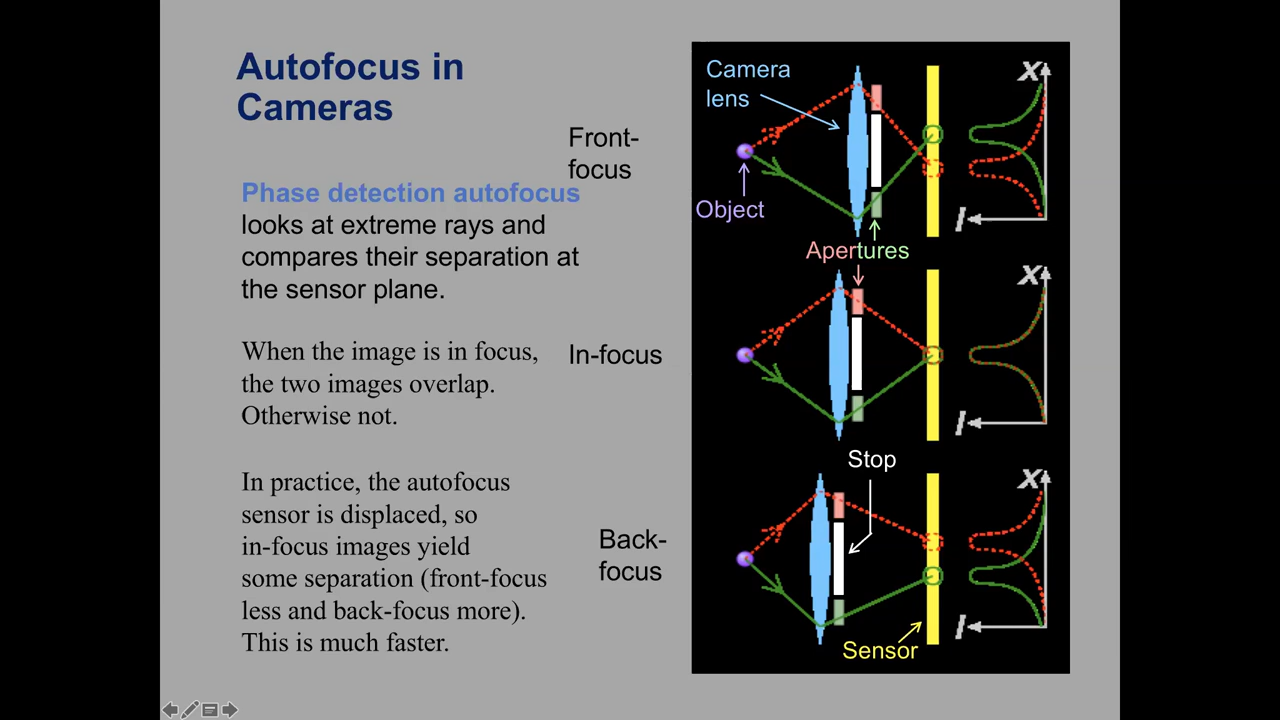 Autofocus in
Cameras
Phase detection autofocus
looks at extreme rays and
compares their separation at
the sensor plane.
When the image is in focus,
the two images overlap.
Otherwise not.
In practice, the autofocus
sensor is displaced, so
in-focus images yield
some separation (front-focus
less and back-focus more).
This is much faster.
Front-
focus
In-focus
Back-
focus
Camera
lens
X
Object
I
Apertures
X
I
Stop
X
I
Sensor